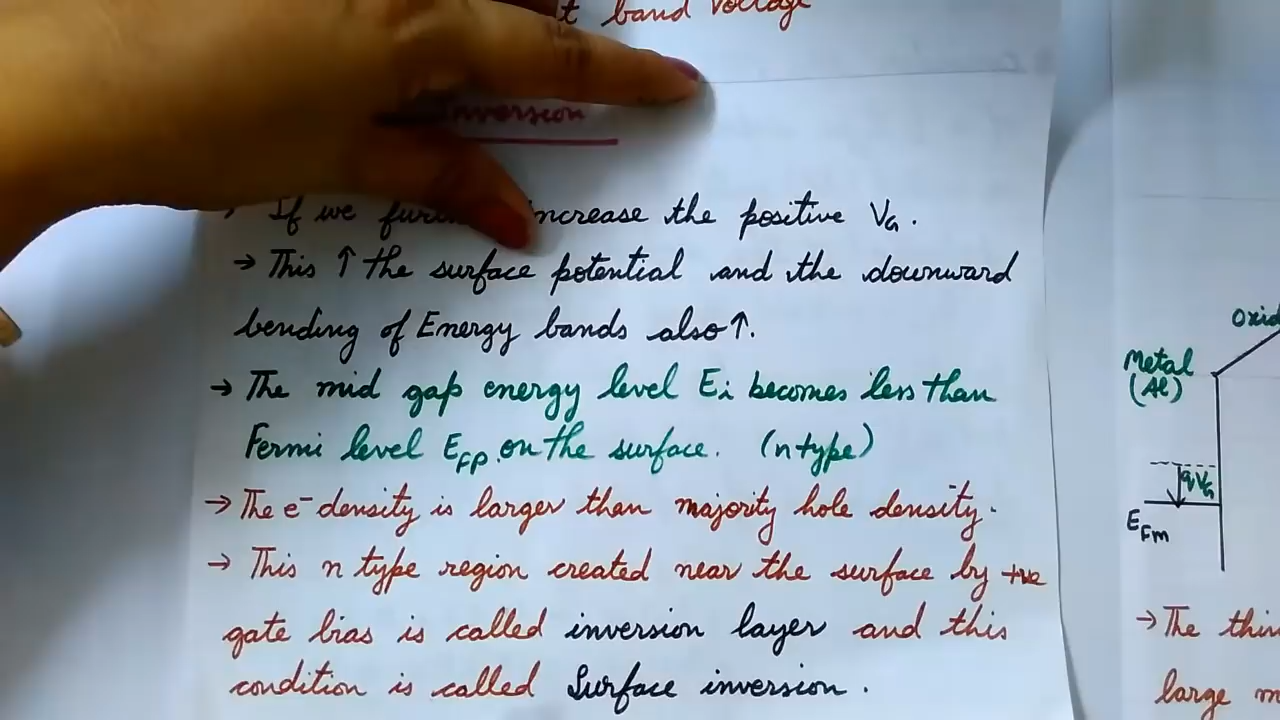 t band voltage
Inversion
If we further increase the positive VG.
→ This ↑ the surface potential and the downward
bending of Energy bands also ↑.
→ The mid gap energy level Ei becomes less than
Fermi level EFP on the surface. (n type)
→ The e⁻ density is larger than majority hole density.
→ This n type region created near the surface by +ve
gate bias is called inversion layer and this
condition is called Surface inversion.
Oxid
Metal
(Al)
qVG
EFm
→ The thin
large m